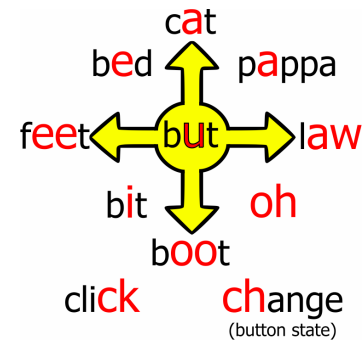 cat
bed pappa
feet but law
bit oh
boot
click change
(button state)